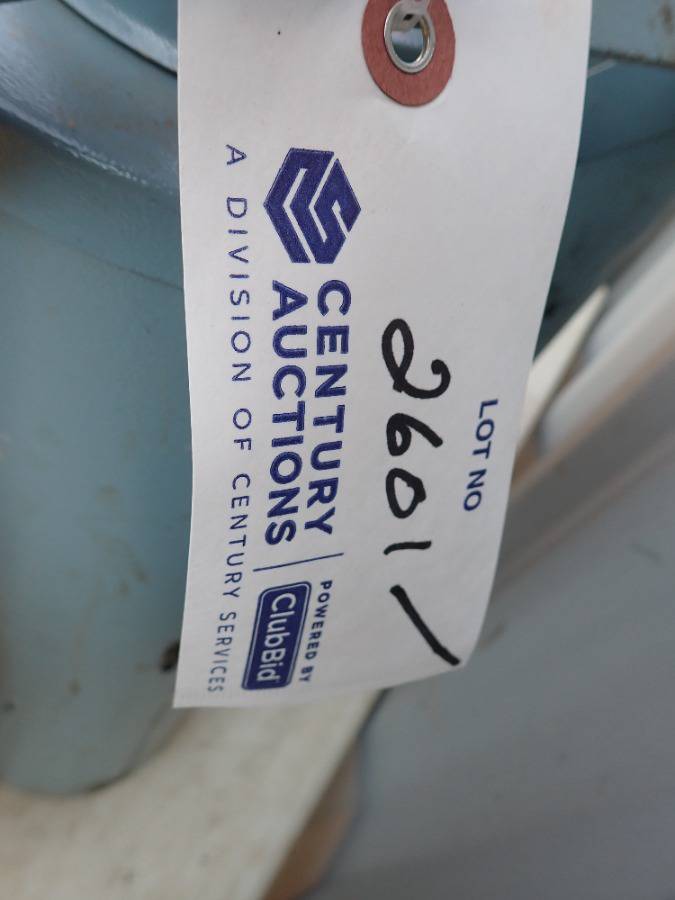 LOT NO
2601/
CENTURY
AUCTIONS
POWERED BY
ClubBid
A DIVISION OF CENTURY SERVICES